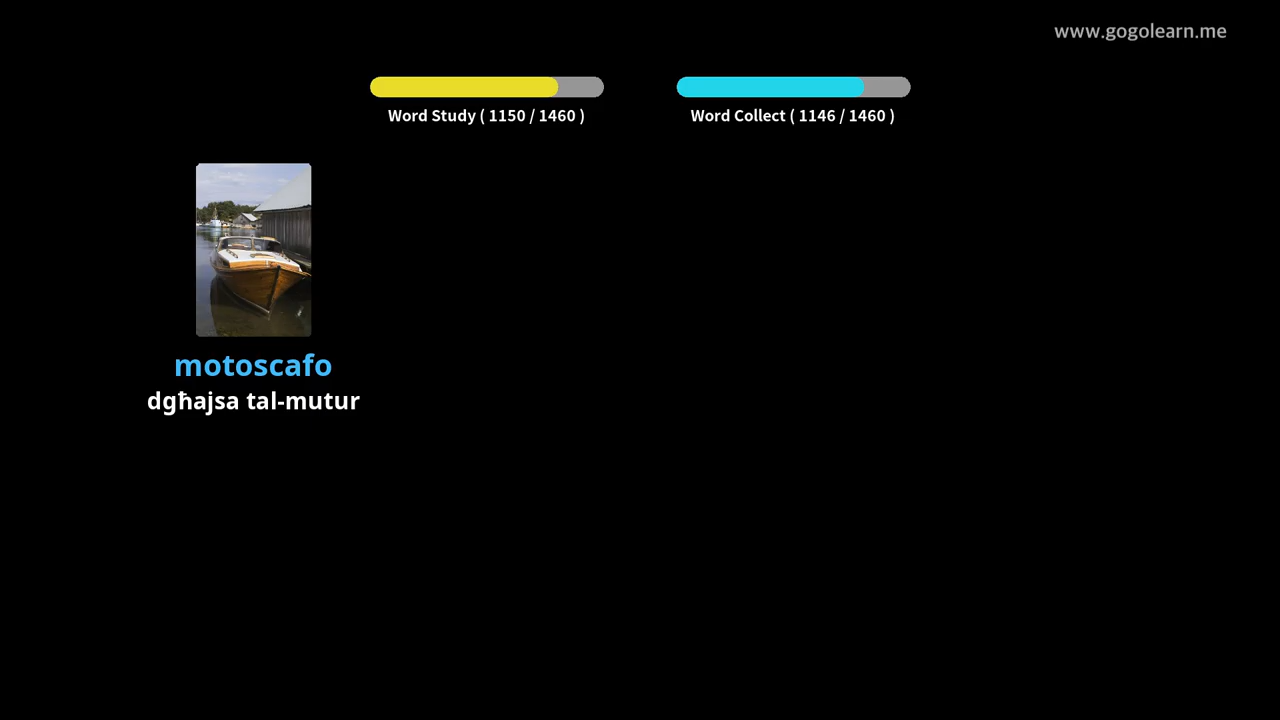 www.gogolearn.me
Word Study ( 1150 / 1460 )
Word Collect ( 1146 / 1460 )
motoscafo
dgħajsa tal-mutur